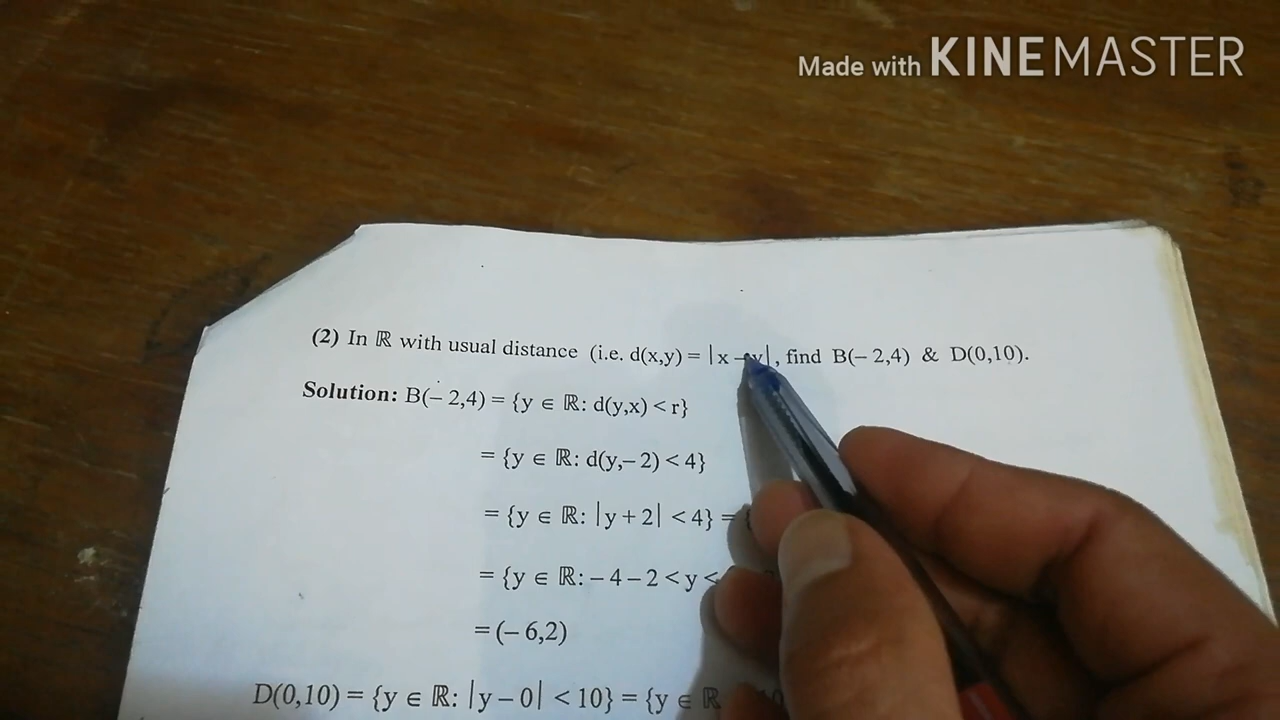 Made with KINEMASTER
(2) In ℝ with usual distance (i.e. d(x,y) = |x – y|, find B(– 2,4) & D(0,10).
Solution: B(– 2,4) = {y ∈ ℝ: d(y,x) < r}
= {y ∈ ℝ: d(y,– 2) < 4}
= {y ∈ ℝ: |y + 2| < 4} = {
= {y ∈ ℝ: – 4 – 2 < y <
= (– 6,2)
D(0,10) = {y ∈ ℝ: |y – 0| < 10} = {y ∈ ℝ